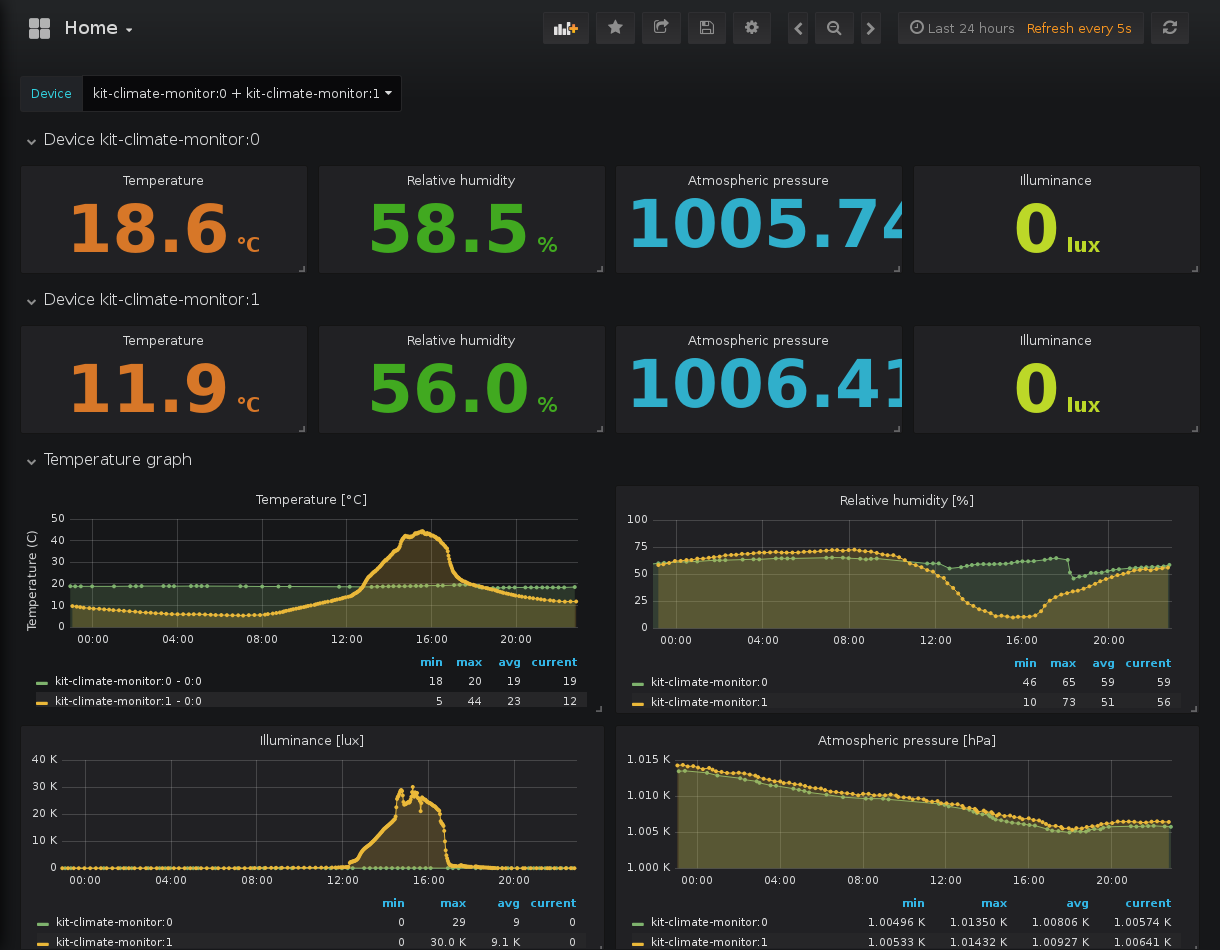 Home
Last 24 hours Refresh every 5s
Device kit-climate-monitor:0 + kit-climate-monitor:1
Device kit-climate-monitor:0
Temperature Relative humidity Atmospheric pressure Illuminance
18.6 °C 58.5 % 1005.74 0 lux
Device kit-climate-monitor:1
Temperature Relative humidity Atmospheric pressure Illuminance
11.9 °C 56.0 % 1006.41 0 lux
Temperature graph
Temperature [°C]
Temperature (C)
50
40
30
20
10
0
00:00 04:00 08:00 12:00 16:00 20:00
min max avg current
kit-climate-monitor:0 - 0:0 18 20 19 19
kit-climate-monitor:1 - 0:0 5 44 23 12
Relative humidity [%]
100
75
50
25
0
00:00 04:00 08:00 12:00 16:00 20:00
min max avg current
kit-climate-monitor:0 46 65 59 59
kit-climate-monitor:1 10 73 51 56
Illuminance [lux]
40 K
30 K
20 K
10 K
0
00:00 04:00 08:00 12:00 16:00 20:00
min max avg current
kit-climate-monitor:0 0 29 9 0
kit-climate-monitor:1 0 30.0 K 9.1 K 0
Atmospheric pressure [hPa]
1.015 K
1.010 K
1.005 K
1.000 K
00:00 04:00 08:00 12:00 16:00 20:00
min max avg current
kit-climate-monitor:0 1.00496 K 1.01350 K 1.00806 K 1.00574 K
kit-climate-monitor:1 1.00533 K 1.01432 K 1.00927 K 1.00641 K